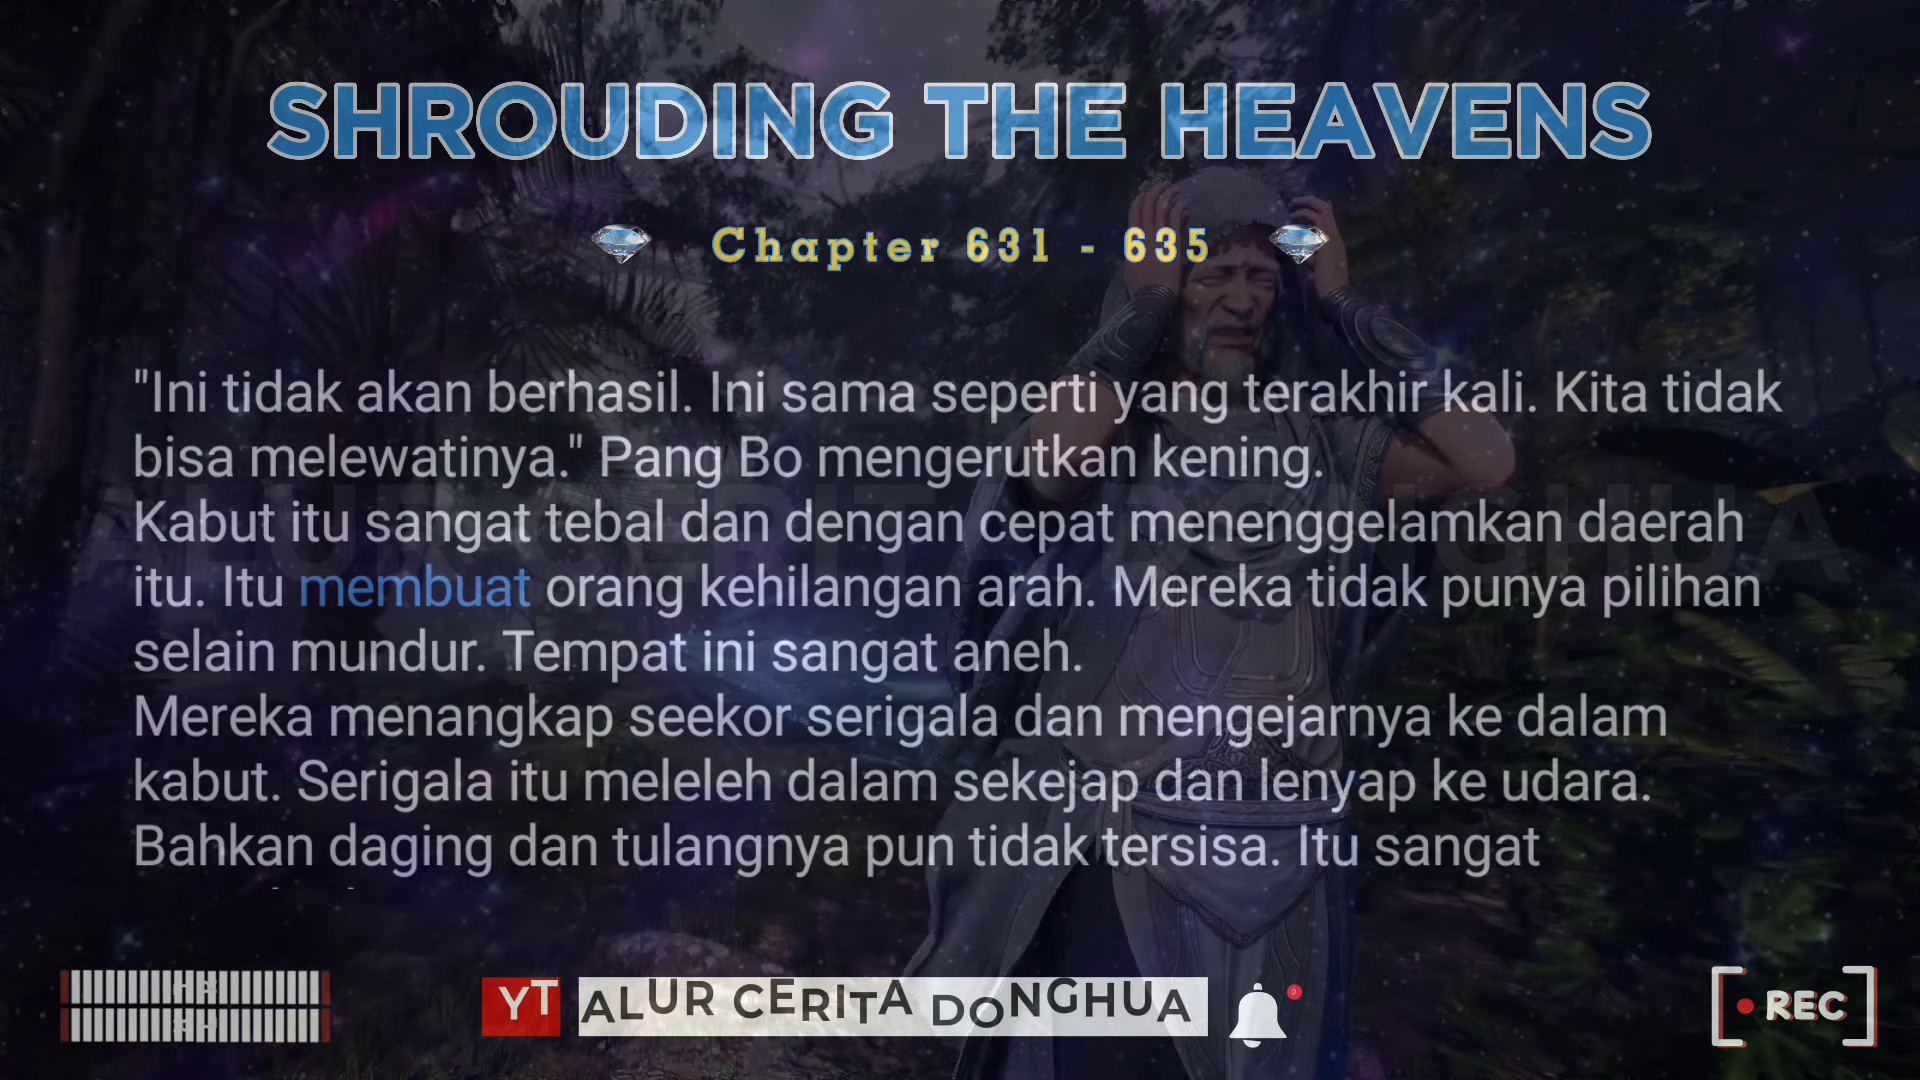 SHROUDING THE HEAVENS
Chapter 631 - 635
"Ini tidak akan berhasil. Ini sama seperti yang terakhir kali. Kita tidak
bisa melewatinya." Pang Bo mengerutkan kening.
Kabut itu sangat tebal dan dengan cepat menenggelamkan daerah
itu. Itu membuat orang kehilangan arah. Mereka tidak punya pilihan
selain mundur. Tempat ini sangat aneh.
Mereka menangkap seekor serigala dan mengejarnya ke dalam
kabut. Serigala itu meleleh dalam sekejap dan lenyap ke udara.
Bahkan daging dan tulangnya pun tidak tersisa. Itu sangat
ALUR CERITA DONGHUA
YT ALUR CERITA DONGHUA
REC